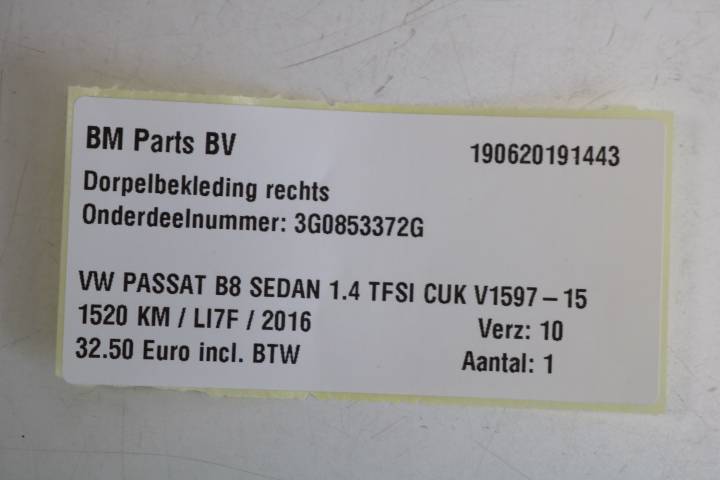 BM Parts BV 190620191443
Dorpelbekleding rechts
Onderdeelnummer: 3G0853372G
VW PASSAT B8 SEDAN 1.4 TFSI CUK V1597-15
1520 KM / LI7F / 2016 Verz: 10
32.50 Euro incl. BTW Aantal: 1